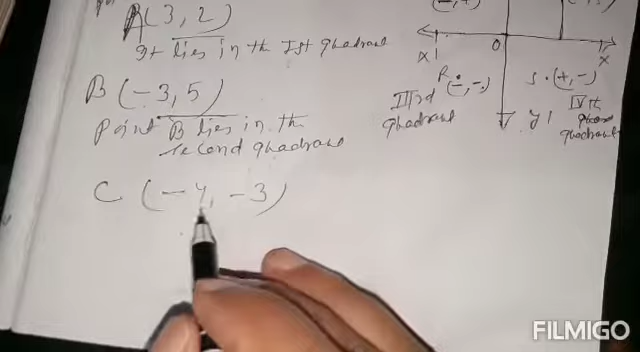 A(3, 2)
It lies in the Ist quadrant
B(-3, 5)
Point B lies in the
second quadrant
C (-4, -3)
(-,+)
X'
O
X
R
(-,-)
S.(+,-)
IIIrd
quadrant
IVth
quadrant
y'
FILMIGO